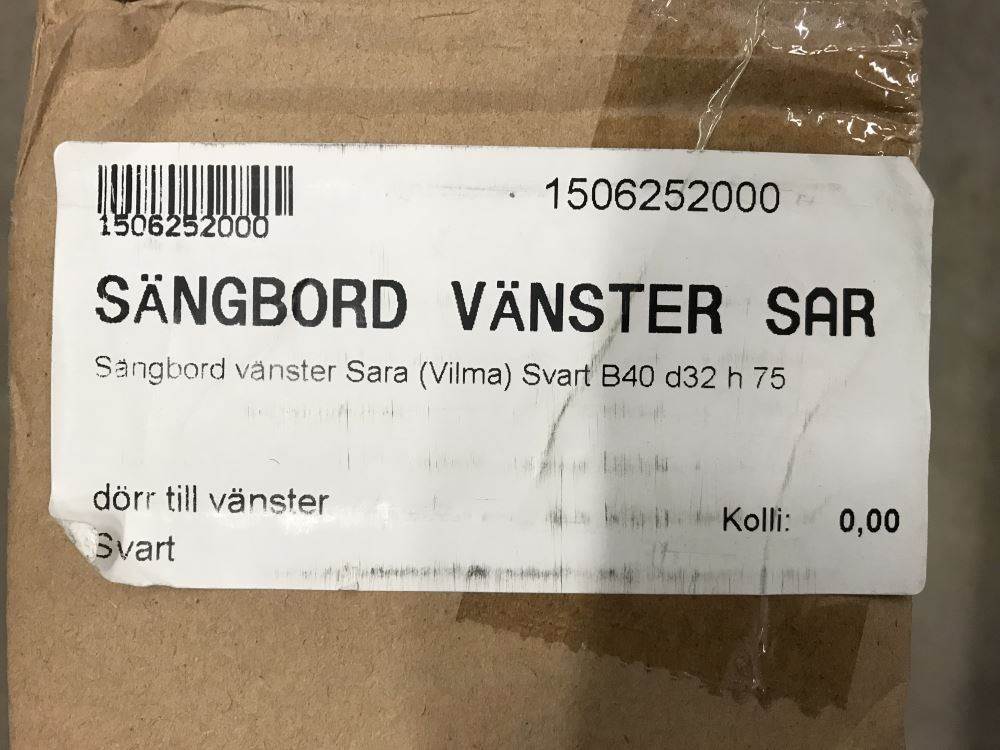 1506252000
1506252000
SÄNGBORD VÄNSTER SAR
Sängbord vänster Sara (Vilma) Svart B40 d32 h 75
dörr till vänster
Kolli: 0,00
Svart